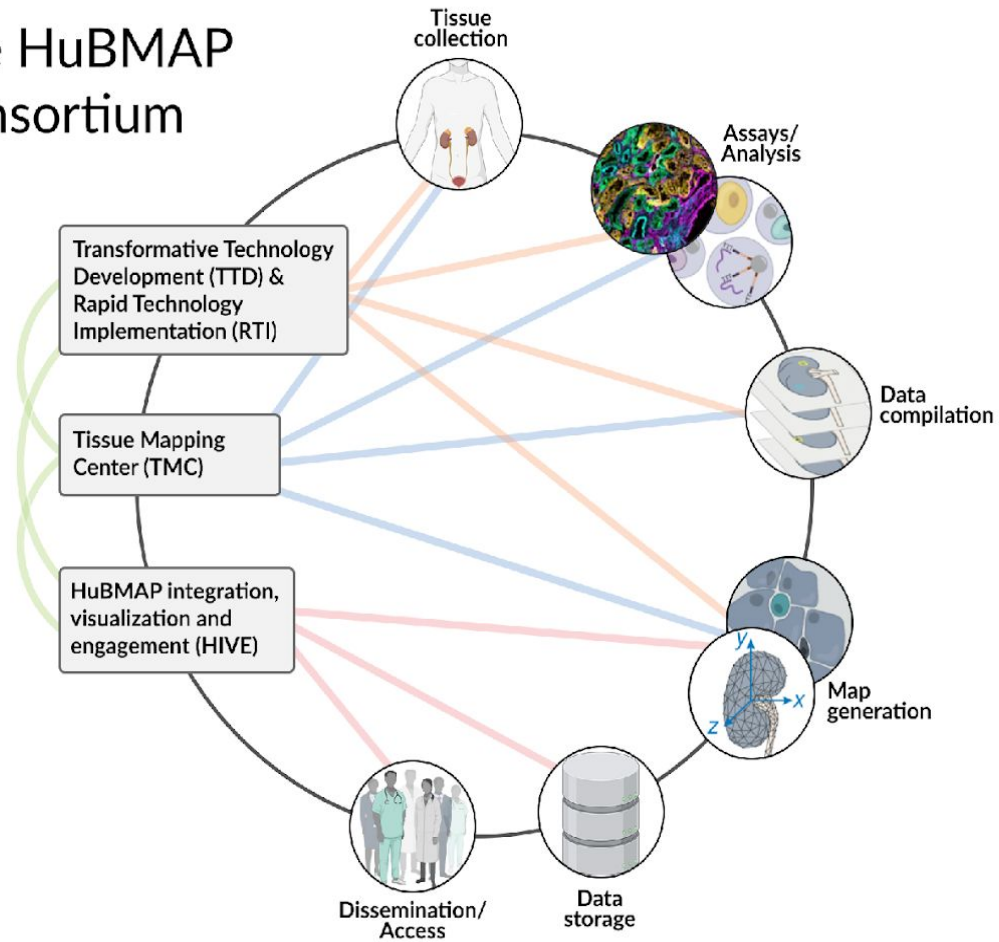 HuBMAP
Tissue
collection
Assays/
Analysis
Transformative Technology
Development (TTD) &
Rapid Technology
Implementation (RTI)
Data
compilation
Tissue Mapping
Center (TMC)
HuBMAP integration,
visualization and
engagement (HIVE)
y
x
z
Map
generation
Data
storage
Dissemination/
Access